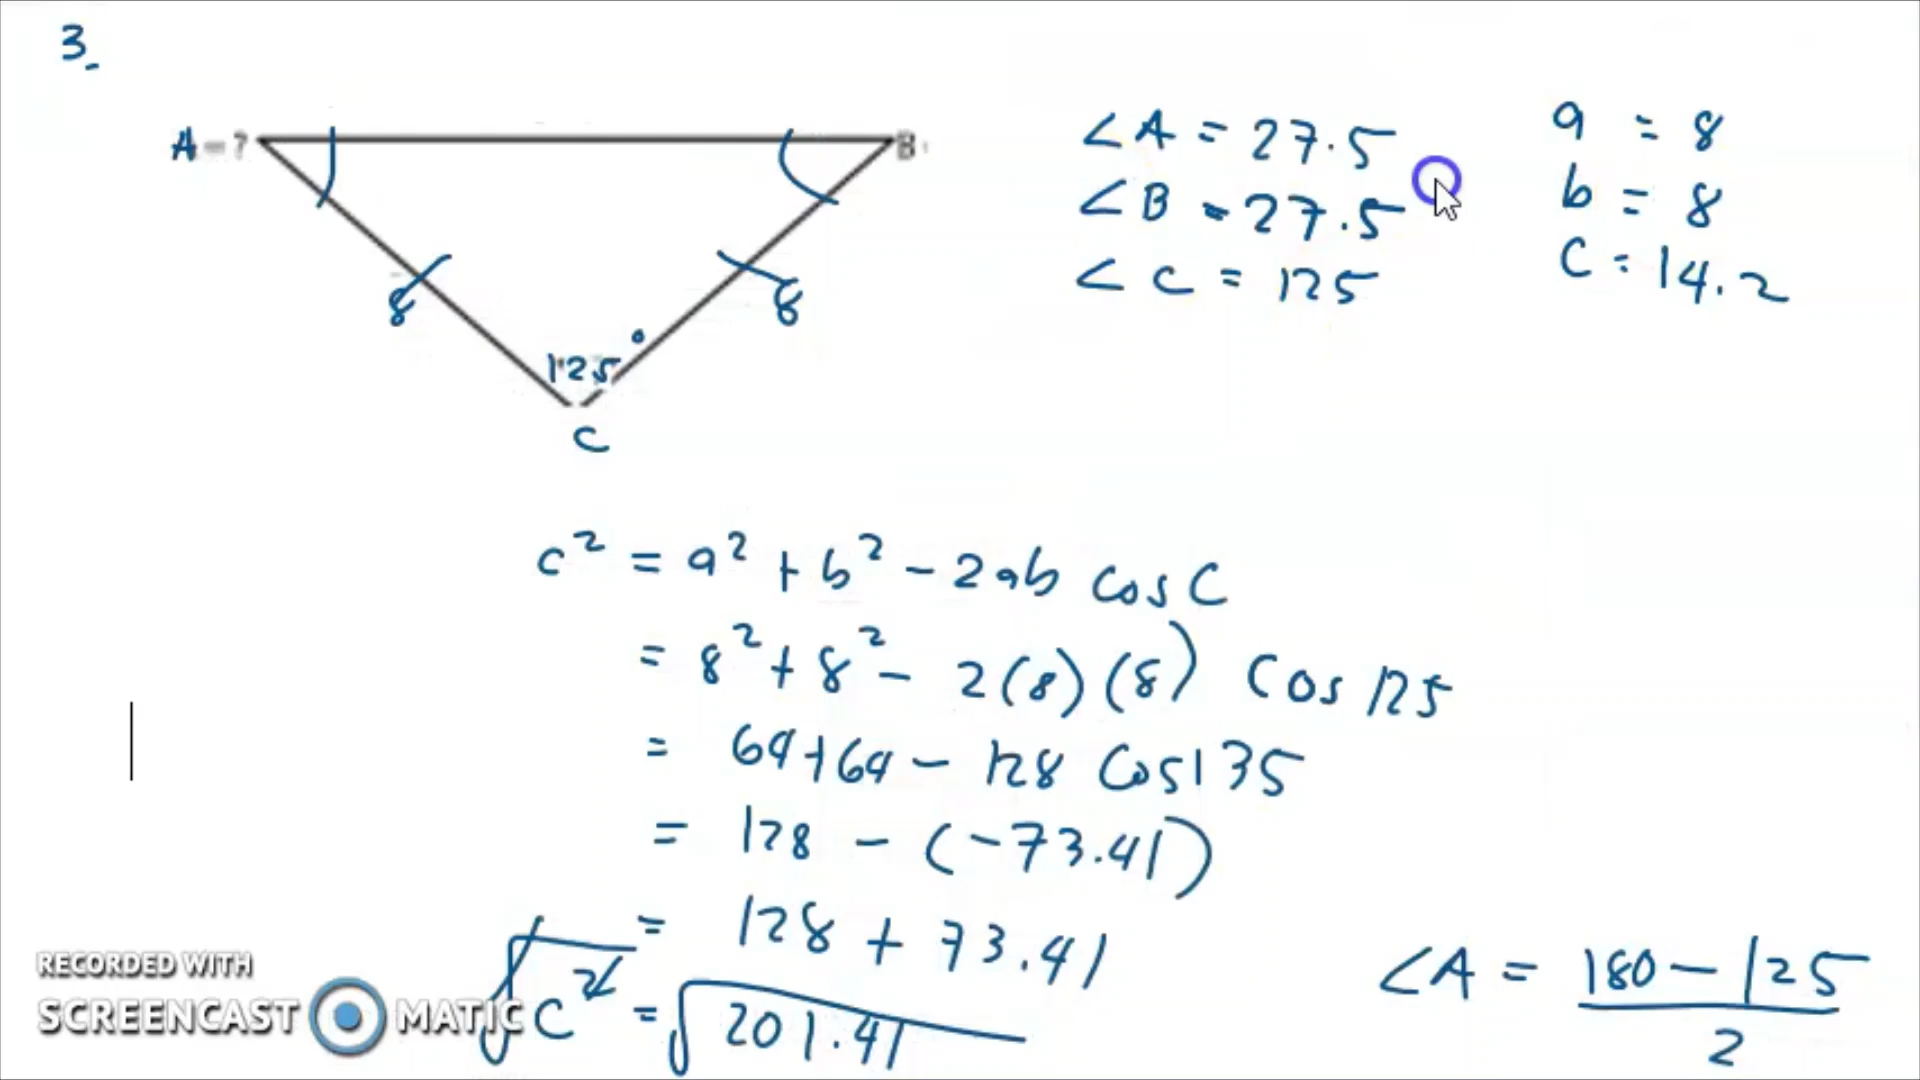 3.
A = ?
B
8
8
125°
C
∠A = 27.5
∠B = 27.5
∠C = 125
a = 8
b = 8
C = 14.2
c² = a² + b² - 2ab cos C
= 8² + 8² - 2(8)(8) Cos 125
= 64 + 64 - 128 Cos 135
= 128 - (-73.41)
= 128 + 73.41
√c² = √201.41
∠A = 180 - 125
2
RECORDED WITH
SCREENCAST MATIC